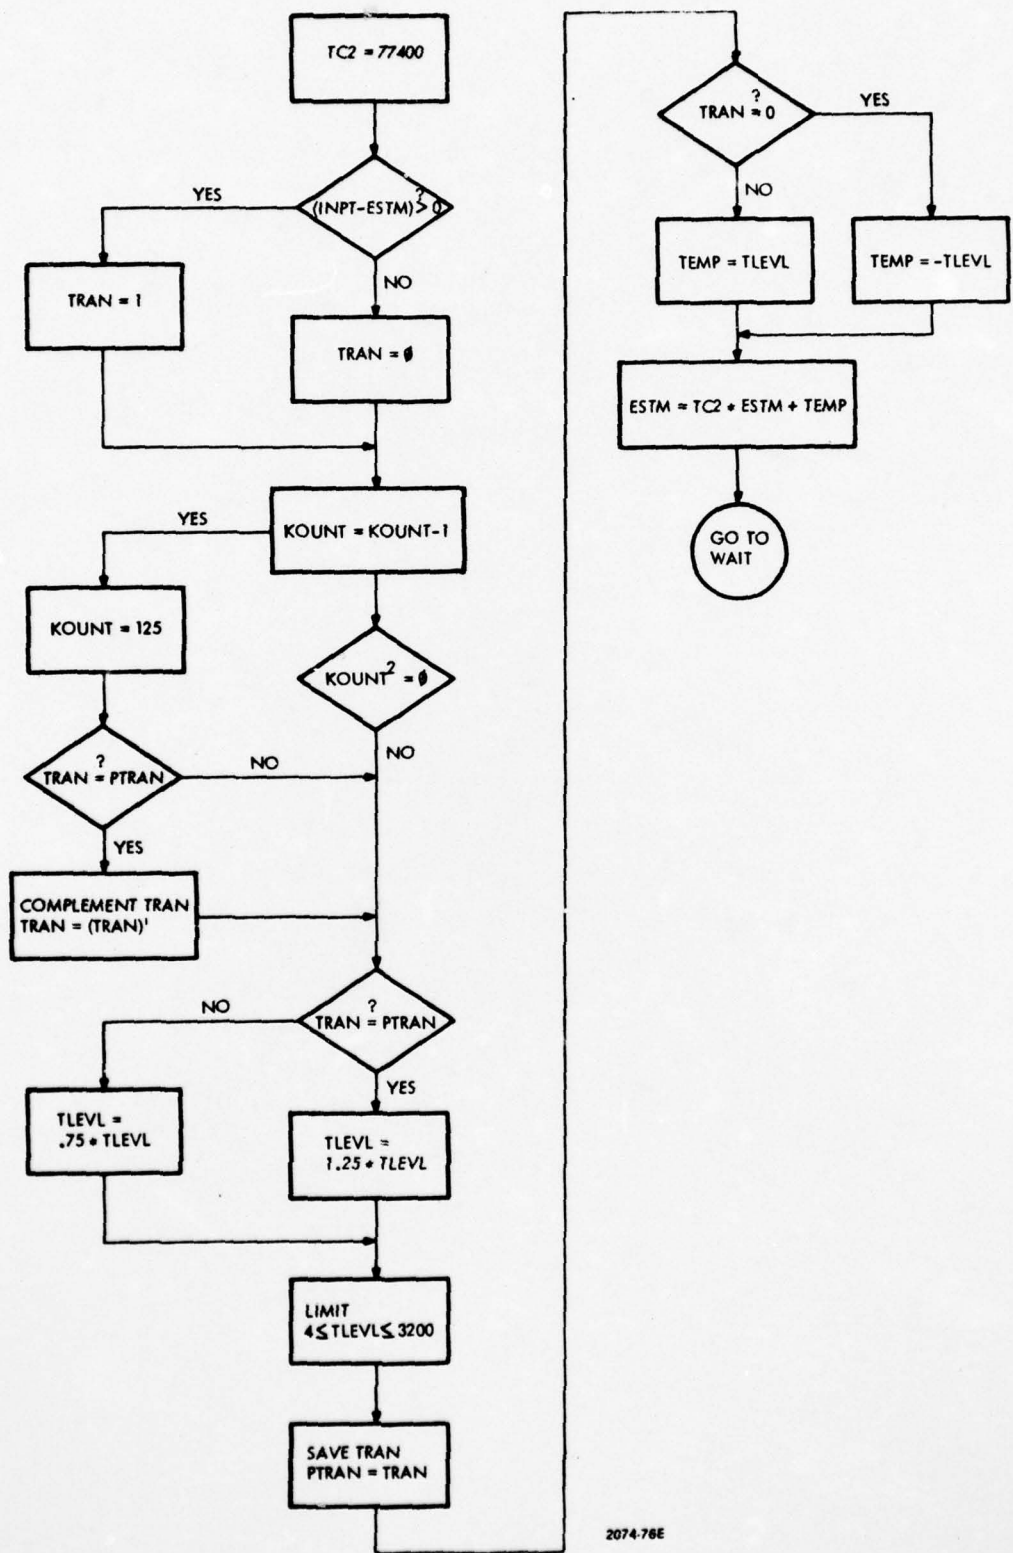 TC2 = 77400
?
(INPT-ESTM) > 0
YES
NO
TRAN = 1
TRAN = ∅
KOUNT = KOUNT-1
YES
KOUNT = 125
KOUNT² = ∅
NO
?
TRAN = PTRAN
NO
YES
COMPLEMENT TRAN
TRAN = (TRAN)'
?
TRAN = PTRAN
NO
YES
TLEVL =
.75 * TLEVL
TLEVL =
1.25 * TLEVL
LIMIT
4≤TLEVL≤3200
SAVE TRAN
PTRAN = TRAN
?
TRAN = 0
YES
NO
TEMP = TLEVL
TEMP = -TLEVL
ESTM = TC2 * ESTM + TEMP
GO TO
WAIT
2074-76E